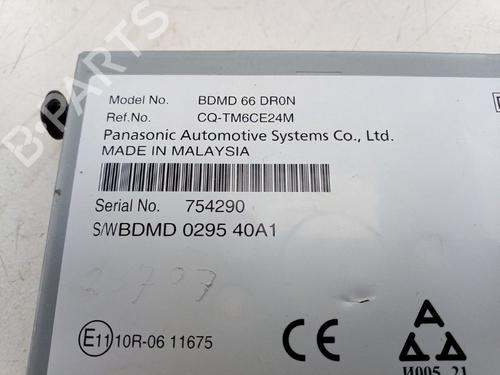 B-PARTS
Model No. BDMD 66 DR0N
Ref.No. CQ-TM6CE24M
Panasonic Automotive Systems Co., Ltd.
MADE IN MALAYSIA
Serial No. 754290
S/WBDMD 0295 40A1
E11 10R-06 11675
CE
И005 21